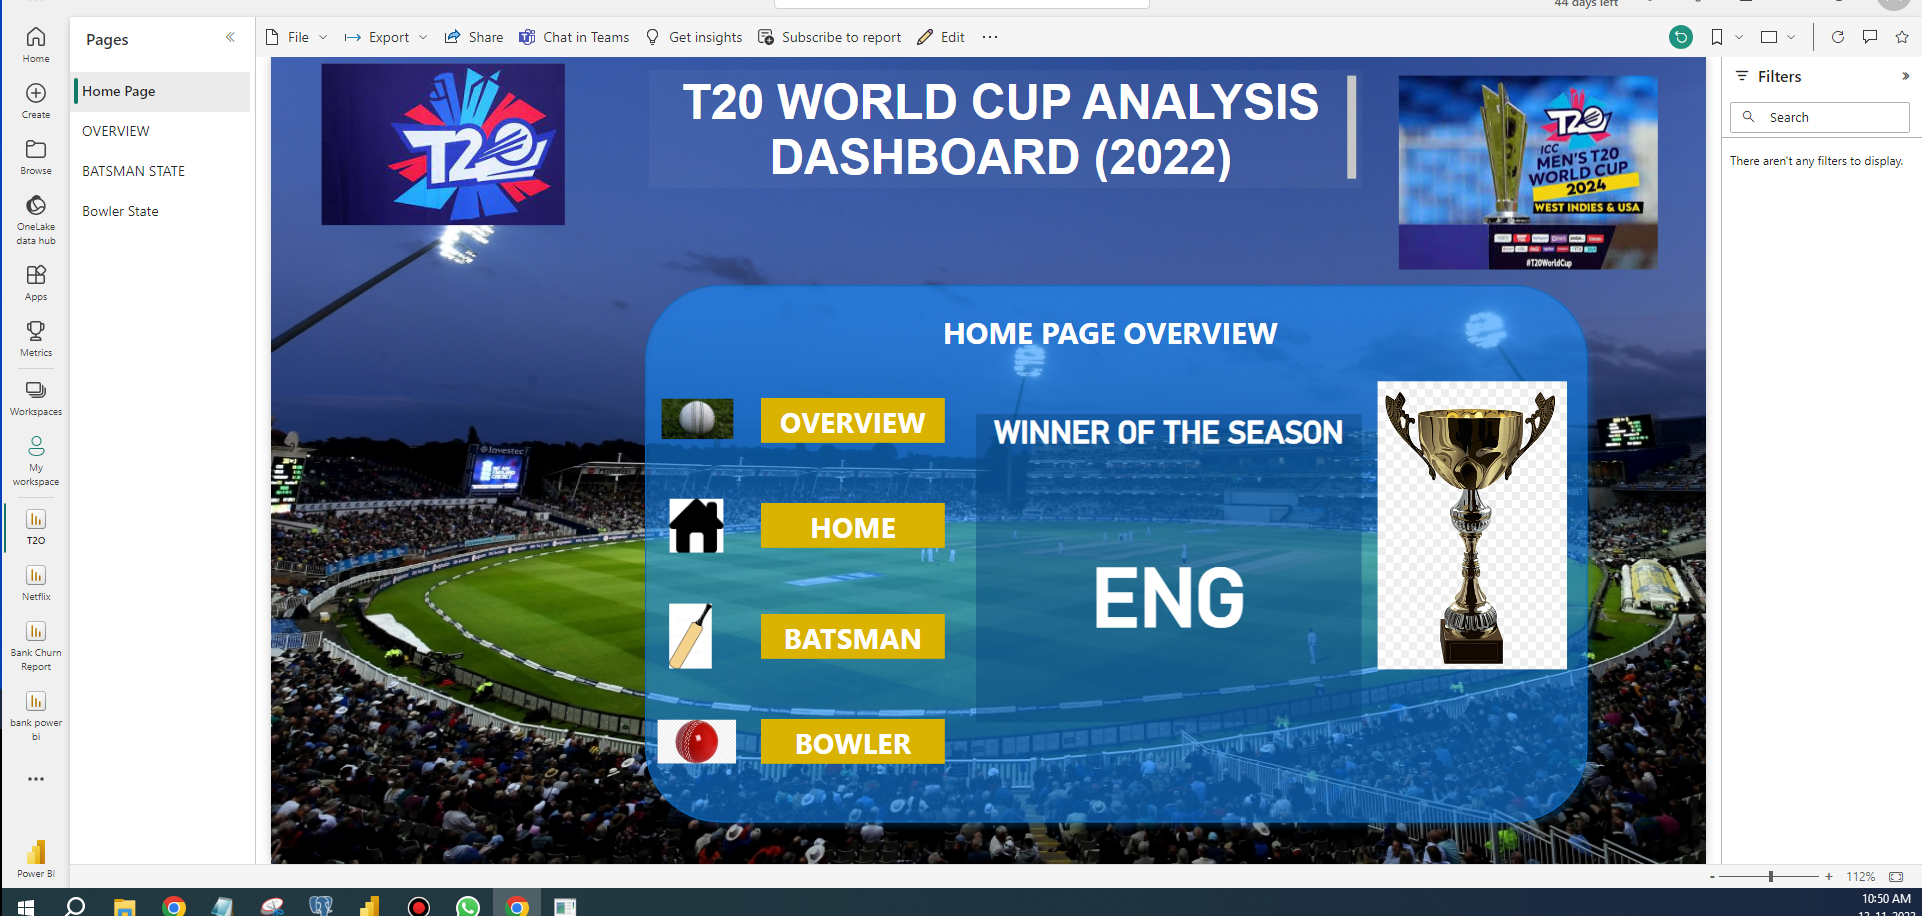 44 days left
Pages
File
Export
Share
Chat in Teams
Get insights
Subscribe to report
Edit
Home
Create
Browse
OneLake
data hub
Apps
Metrics
Workspaces
My
workspace
T2O
Netflix
Bank Churn
Report
bank power
bi
Power BI
Home Page
OVERVIEW
BATSMAN STATE
Bowler State
T20
T20 WORLD CUP ANALYSIS
DASHBOARD (2022)
T20
ICC
MEN'S T20
WORLD CUP
2024
WEST INDIES & USA
#T20WorldCup
HOME PAGE OVERVIEW
OVERVIEW
HOME
BATSMAN
BOWLER
WINNER OF THE SEASON
ENG
Investec
Filters
Search
There aren't any filters to display.
112%
10:50 AM